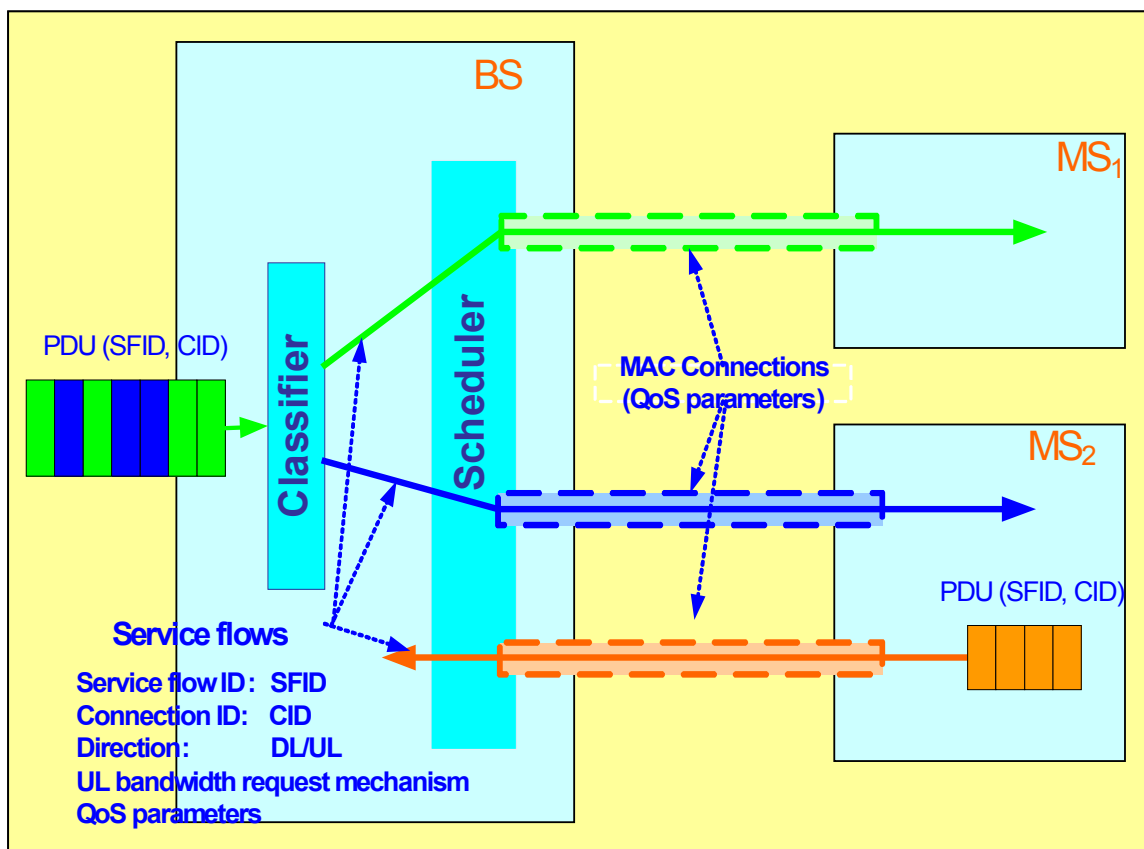 BS
MS1
PDU (SFID, CID)
Classifier
Scheduler
MAC Connections
(QoS parameters)
MS2
PDU (SFID, CID)
Service flows
Service flow ID: SFID
Connection ID: CID
Direction: DL/UL
UL bandwidth request mechanism
QoS parameters